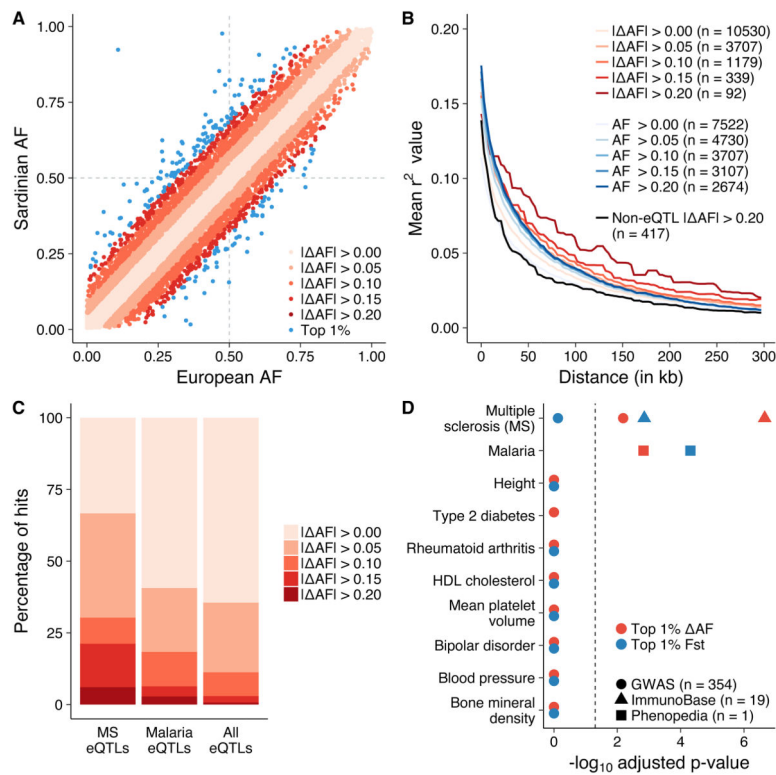 A
1.00
0.75
0.50
0.25
0.00
Sardinian AF
0.00
0.25
0.50
0.75
1.00
European AF
|ΔAF| > 0.00
|ΔAF| > 0.05
|ΔAF| > 0.10
|ΔAF| > 0.15
|ΔAF| > 0.20
Top 1%
B
0.20
0.15
0.10
0.05
0.00
Mean r² value
0
50
100
150
200
250
300
Distance (in kb)
|ΔAF| > 0.00 (n = 10530)
|ΔAF| > 0.05 (n = 3707)
|ΔAF| > 0.10 (n = 1179)
|ΔAF| > 0.15 (n = 339)
|ΔAF| > 0.20 (n = 92)
AF > 0.00 (n = 7522)
AF > 0.05 (n = 4730)
AF > 0.10 (n = 3707)
AF > 0.15 (n = 3107)
AF > 0.20 (n = 2674)
Non-eQTL |ΔAF| > 0.20
(n = 417)
C
100
75
50
25
0
Percentage of hits
MS
eQTLs
Malaria
eQTLs
All
eQTLs
|ΔAF| > 0.00
|ΔAF| > 0.05
|ΔAF| > 0.10
|ΔAF| > 0.15
|ΔAF| > 0.20
D
Multiple
sclerosis (MS)
Malaria
Height
Type 2 diabetes
Rheumatoid arthritis
HDL cholesterol
Mean platelet
volume
Bipolar disorder
Blood pressure
Bone mineral
density
Top 1% ΔAF
Top 1% Fst
GWAS (n = 354)
ImmunoBase (n = 19)
Phenopedia (n = 1)
0
2
4
6
-log₁₀ adjusted p-value